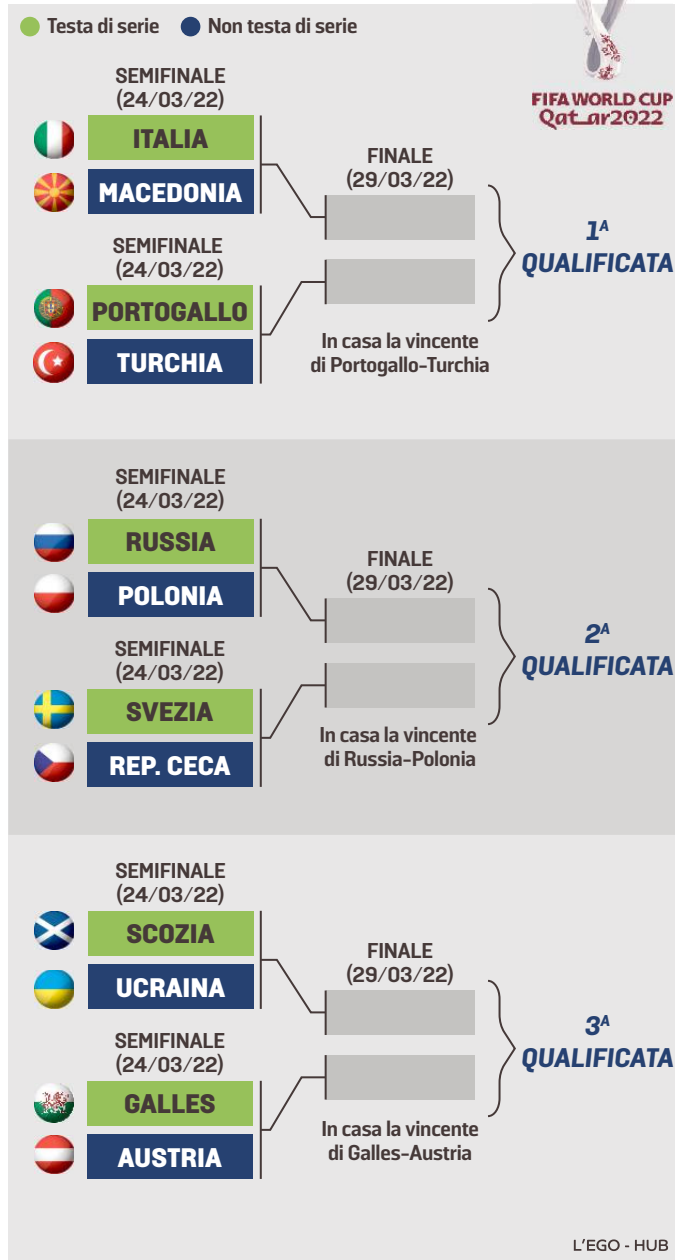 Testa di serie
Non testa di serie
FIFA WORLD CUP
Qatar2022
SEMIFINALE
(24/03/22)
ITALIA
MACEDONIA
SEMIFINALE
(24/03/22)
PORTOGALLO
TURCHIA
FINALE
(29/03/22)
In casa la vincente
di Portogallo-Turchia
1A
QUALIFICATA
SEMIFINALE
(24/03/22)
RUSSIA
POLONIA
SEMIFINALE
(24/03/22)
SVEZIA
REP. CECA
FINALE
(29/03/22)
In casa la vincente
di Russia-Polonia
2A
QUALIFICATA
SEMIFINALE
(24/03/22)
SCOZIA
UCRAINA
SEMIFINALE
(24/03/22)
GALLES
AUSTRIA
FINALE
(29/03/22)
In casa la vincente
di Galles-Austria
3A
QUALIFICATA
L'EGO - HUB